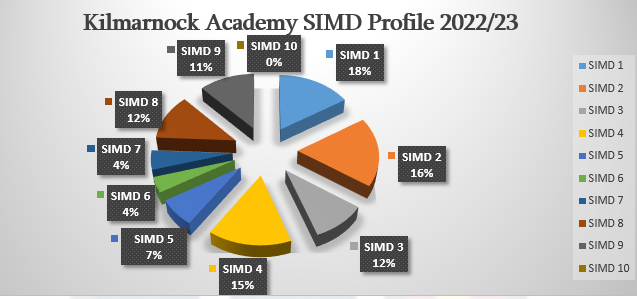 Kilmarnock Academy SIMD Profile 2022/23
SIMD 10
0%
SIMD 1
18%
SIMD 2
16%
SIMD 3
12%
SIMD 4
15%
SIMD 5
7%
SIMD 6
4%
SIMD 7
4%
SIMD 8
12%
SIMD 9
11%
SIMD 1
SIMD 2
SIMD 3
SIMD 4
SIMD 5
SIMD 6
SIMD 7
SIMD 8
SIMD 9
SIMD 10